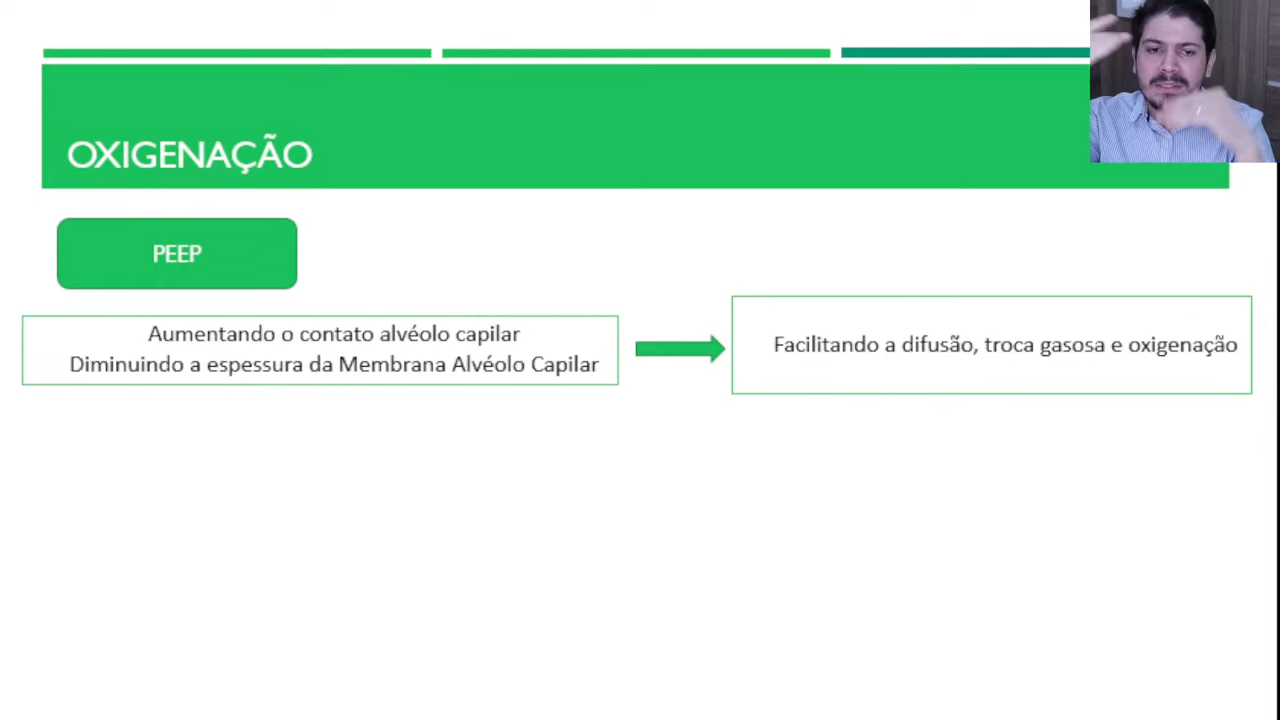 OXIGENAÇÃO
PEEP
Aumentando o contato alvéolo capilar
Diminuindo a espessura da Membrana Alvéolo Capilar
Facilitando a difusão, troca gasosa e oxigenação